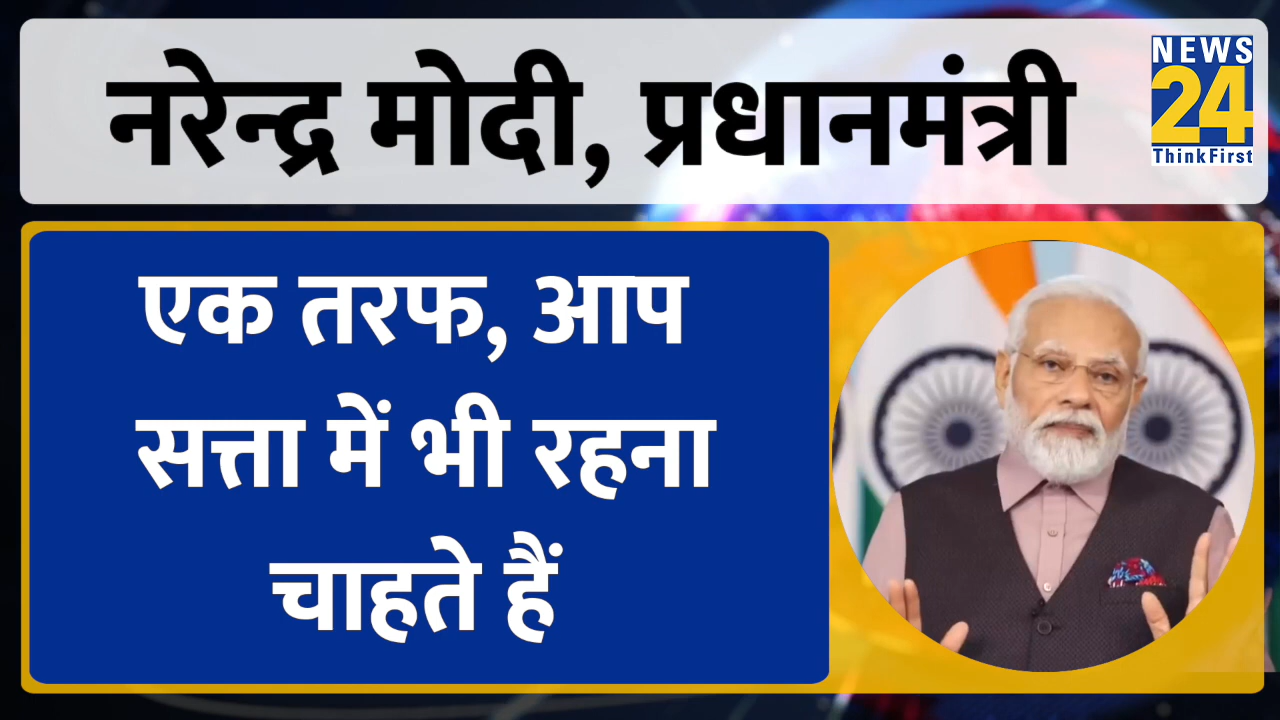 नरेन्द्र मोदी, प्रधानमंत्री
NEWS
24
ThinkFirst
एक तरफ, आप
सत्ता में भी रहना
चाहते हैं